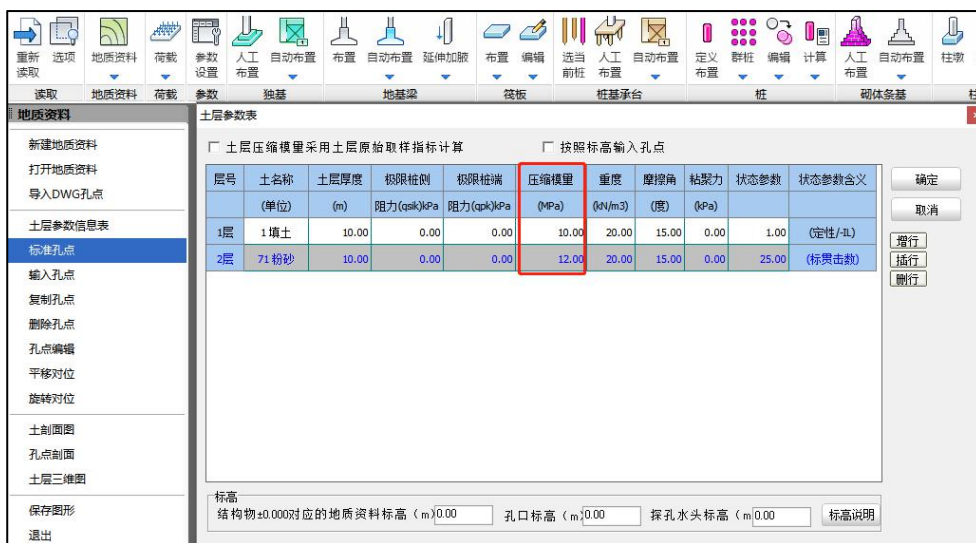 重新读取 选项 地质资料 荷载 参数设置 人工布置 自动布置 布置 自动布置 延伸加腋 布置 编辑 选当前桩 人工布置 自动布置 定义布置 群桩 编辑 计算 人工布置 自动布置 柱墩
读取 地质资料 荷载 参数 独基 地基梁 筏板 桩基承台 桩 砌体条基
地质资料
新建地质资料
打开地质资料
导入DWG孔点
土层参数信息表
标准孔点
输入孔点
复制孔点
删除孔点
孔点编辑
平移对位
旋转对位
土剖面图
孔点剖面
土层三维图
保存图形
退出
土层参数表
土层压缩模量采用土层原始取样指标计算 按照标高输入孔点
层号 土名称 土层厚度 极限桩侧 极限桩端 压缩模量 重度 摩擦角 粘聚力 状态参数 状态参数含义
(单位) (m) 阻力(qsik)kPa 阻力(qpk)kPa (MPa) (kN/m3) (度) (kPa)
1层 1填土 10.00 0.00 0.00 10.00 20.00 15.00 0.00 1.00 (定性/-IL)
2层 71粉砂 10.00 0.00 0.00 12.00 20.00 15.00 0.00 25.00 (标贯击数)
确定
取消
增行
插行
删行
标高
结构物±0.000对应的地质资料标高(m) 0.00 孔口标高(m) 0.00 探孔水头标高(m 0.00 标高说明